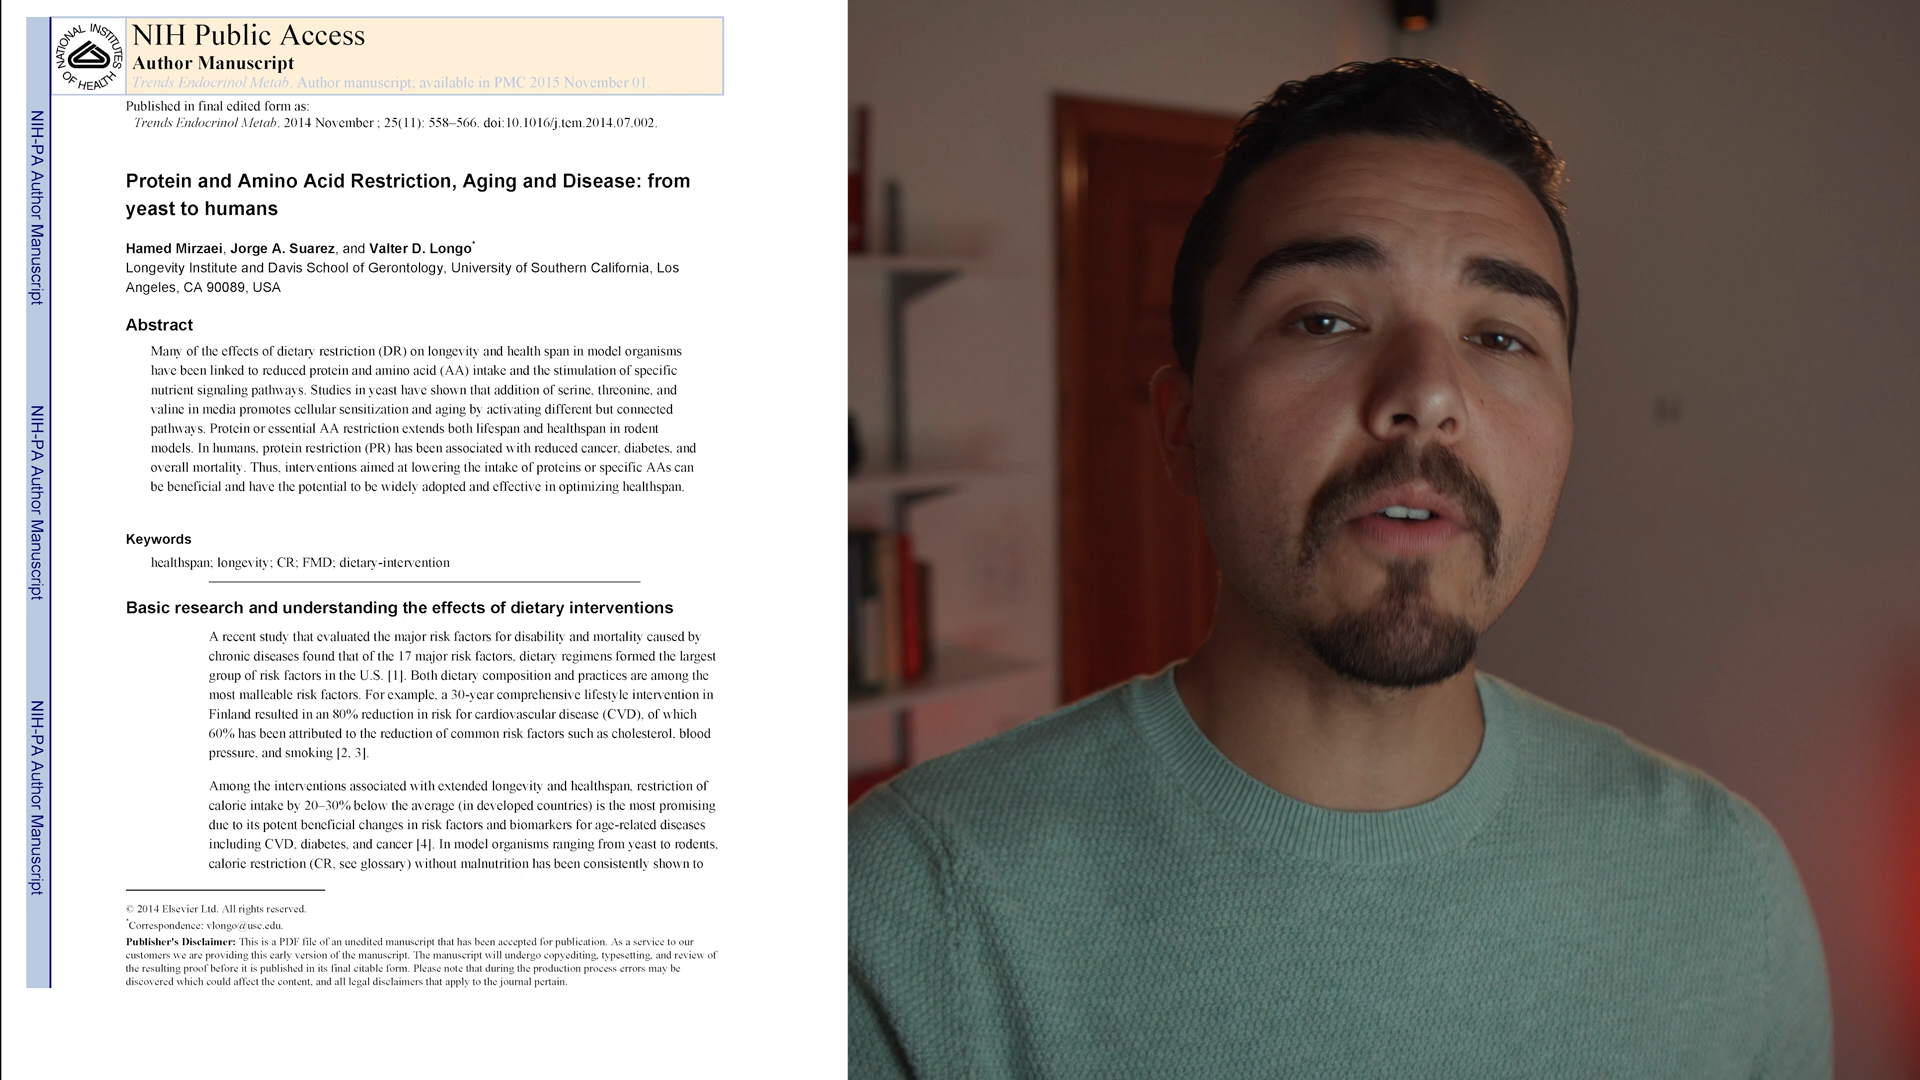 NATIONAL INSTITUTES OF HEALTH
NIH Public Access
Author Manuscript
Trends Endocrinol Metab. Author manuscript; available in PMC 2015 November 01.
Published in final edited form as:
Trends Endocrinol Metab. 2014 November ; 25(11): 558–566. doi:10.1016/j.tem.2014.07.002.
NIH-PA Author Manuscript
NIH-PA Author Manuscript
NIH-PA Author Manuscript
Protein and Amino Acid Restriction, Aging and Disease: from
yeast to humans
Hamed Mirzaei, Jorge A. Suarez, and Valter D. Longo*
Longevity Institute and Davis School of Gerontology, University of Southern California, Los
Angeles, CA 90089, USA
Abstract
Many of the effects of dietary restriction (DR) on longevity and health span in model organisms
have been linked to reduced protein and amino acid (AA) intake and the stimulation of specific
nutrient signaling pathways. Studies in yeast have shown that addition of serine, threonine, and
valine in media promotes cellular sensitization and aging by activating different but connected
pathways. Protein or essential AA restriction extends both lifespan and healthspan in rodent
models. In humans, protein restriction (PR) has been associated with reduced cancer, diabetes, and
overall mortality. Thus, interventions aimed at lowering the intake of proteins or specific AAs can
be beneficial and have the potential to be widely adopted and effective in optimizing healthspan.
Keywords
healthspan; longevity; CR; FMD; dietary-intervention
Basic research and understanding the effects of dietary interventions
A recent study that evaluated the major risk factors for disability and mortality caused by
chronic diseases found that of the 17 major risk factors, dietary regimens formed the largest
group of risk factors in the U.S. [1]. Both dietary composition and practices are among the
most malleable risk factors. For example, a 30-year comprehensive lifestyle intervention in
Finland resulted in an 80% reduction in risk for cardiovascular disease (CVD), of which
60% has been attributed to the reduction of common risk factors such as cholesterol, blood
pressure, and smoking [2, 3].
Among the interventions associated with extended longevity and healthspan, restriction of
calorie intake by 20–30% below the average (in developed countries) is the most promising
due to its potent beneficial changes in risk factors and biomarkers for age-related diseases
including CVD, diabetes, and cancer [4]. In model organisms ranging from yeast to rodents,
calorie restriction (CR, see glossary) without malnutrition has been consistently shown to
© 2014 Elsevier Ltd. All rights reserved.
*Correspondence: vlongo@usc.edu.
Publisher's Disclaimer: This is a PDF file of an unedited manuscript that has been accepted for publication. As a service to our
customers we are providing this early version of the manuscript. The manuscript will undergo copyediting, typesetting, and review of
the resulting proof before it is published in its final citable form. Please note that during the production process errors may be
discovered which could affect the content, and all legal disclaimers that apply to the journal pertain.